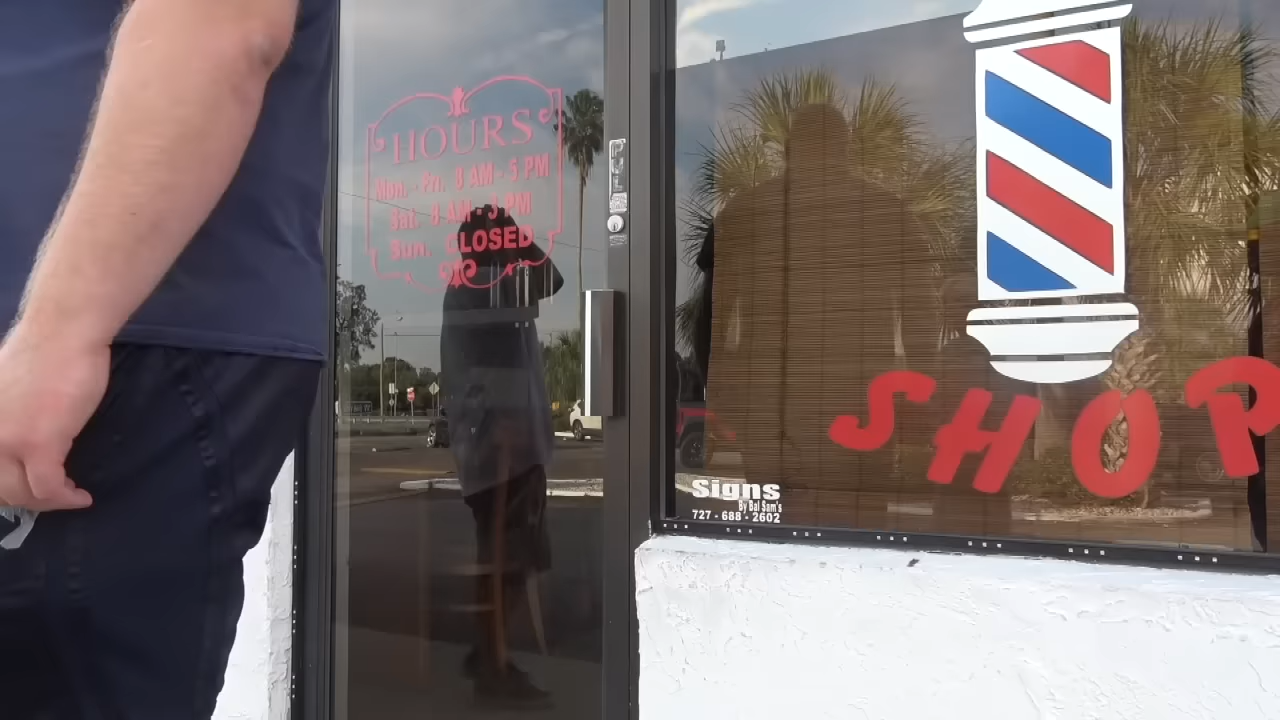 HOURS
Mon. - Fri. 8 AM - 5 PM
Sat. 8 AM - 3 PM
Sun. CLOSED
PULL
SHOP
Signs
By Bal Sam's
727 - 688 - 2602